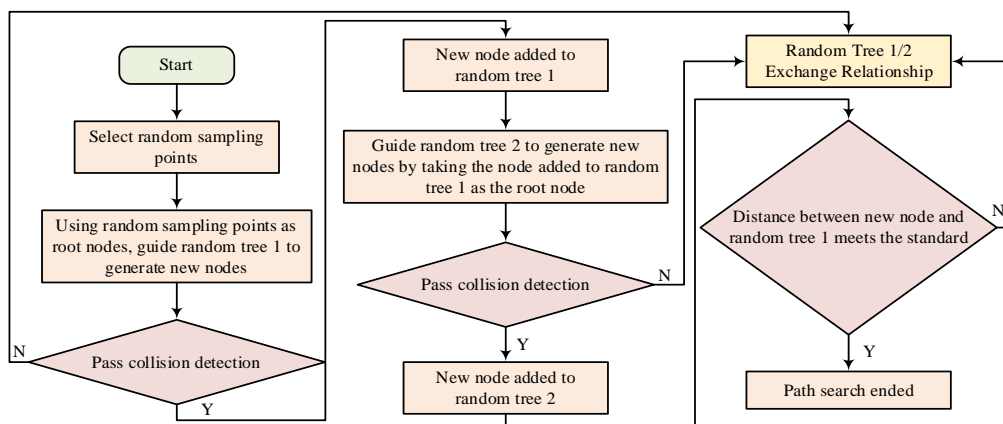 Start
Select random sampling
points
Using random sampling points as
root nodes, guide random tree 1 to
generate new nodes
Pass collision detection
N
Y
New node added to
random tree 1
Guide random tree 2 to generate new
nodes by taking the node added to random
tree 1 as the root node
Pass collision detection
N
Y
New node added to
random tree 2
Random Tree 1/2
Exchange Relationship
Distance between new node and
random tree 1 meets the standard
N
Y
Path search ended